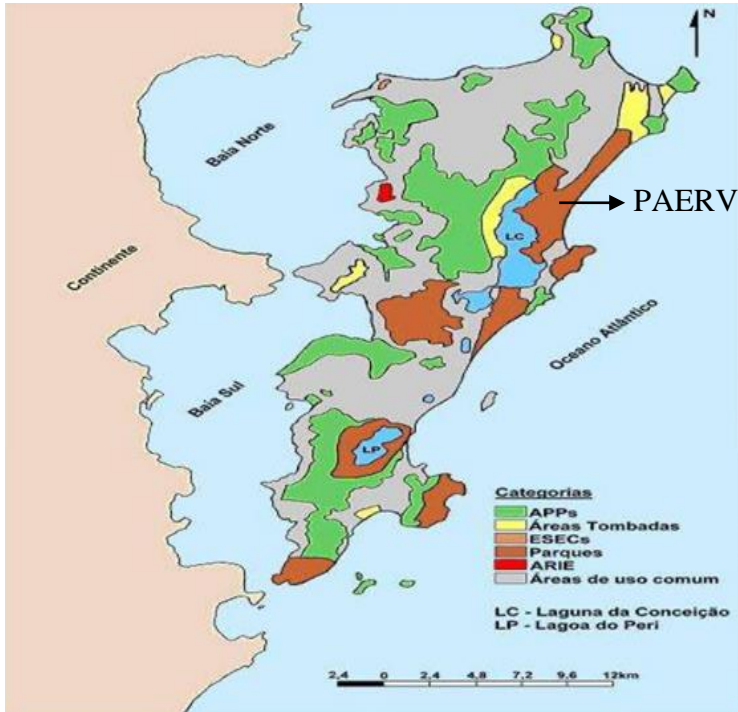 N
Baia Norte
PAERV
LC
Continente
Oceano Atlântico
Baia Sul
LP
Categorias
APPs
Áreas Tombadas
ESECs
Parques
ARIE
Áreas de uso comum
LC - Laguna da Conceição
LP - Lagoa do Peri
2,4 0 2,4 4,8 7,2 9,6 12km